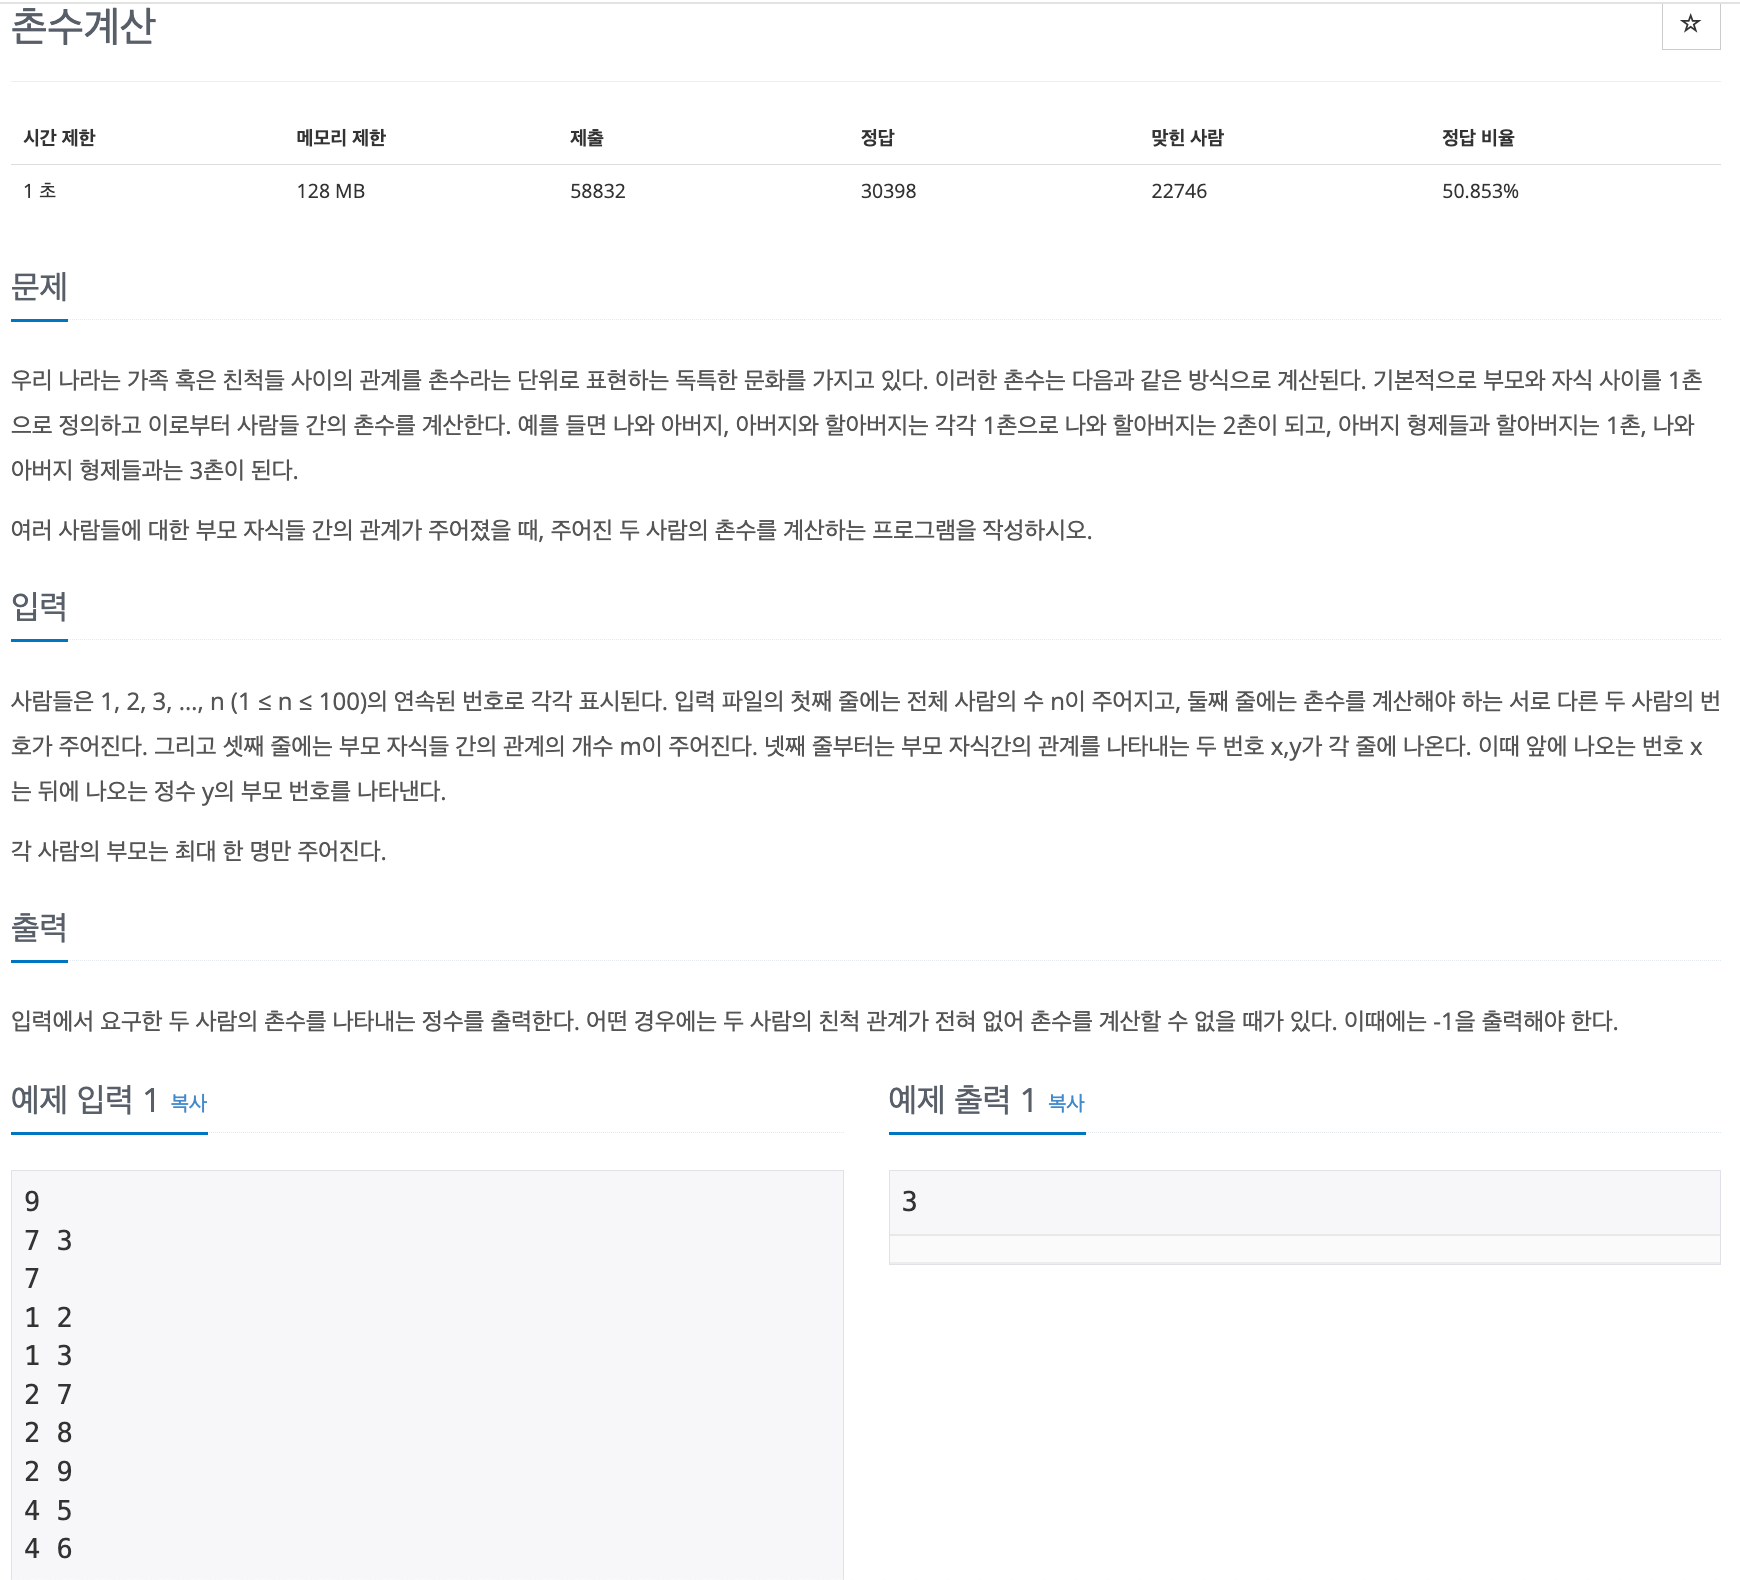 촌수계산
☆
시간 제한 메모리 제한 제출 정답 맞힌 사람 정답 비율
1 초 128 MB 58832 30398 22746 50.853%
문제
우리 나라는 가족 혹은 친척들 사이의 관계를 촌수라는 단위로 표현하는 독특한 문화를 가지고 있다. 이러한 촌수는 다음과 같은 방식으로 계산된다. 기본적으로 부모와 자식 사이를 1촌
으로 정의하고 이로부터 사람들 간의 촌수를 계산한다. 예를 들면 나와 아버지, 아버지와 할아버지는 각각 1촌으로 나와 할아버지는 2촌이 되고, 아버지 형제들과 할아버지는 1촌, 나와
아버지 형제들과는 3촌이 된다.
여러 사람들에 대한 부모 자식들 간의 관계가 주어졌을 때, 주어진 두 사람의 촌수를 계산하는 프로그램을 작성하시오.
입력
사람들은 1, 2, 3, …, n (1 ≤ n ≤ 100)의 연속된 번호로 각각 표시된다. 입력 파일의 첫째 줄에는 전체 사람의 수 n이 주어지고, 둘째 줄에는 촌수를 계산해야 하는 서로 다른 두 사람의 번
호가 주어진다. 그리고 셋째 줄에는 부모 자식들 간의 관계의 개수 m이 주어진다. 넷째 줄부터는 부모 자식간의 관계를 나타내는 두 번호 x,y가 각 줄에 나온다. 이때 앞에 나오는 번호 x
는 뒤에 나오는 정수 y의 부모 번호를 나타낸다.
각 사람의 부모는 최대 한 명만 주어진다.
출력
입력에서 요구한 두 사람의 촌수를 나타내는 정수를 출력한다. 어떤 경우에는 두 사람의 친척 관계가 전혀 없어 촌수를 계산할 수 없을 때가 있다. 이때에는 -1을 출력해야 한다.
예제 입력 1 복사
9
7 3
7
1 2
1 3
2 7
2 8
2 9
4 5
4 6
예제 출력 1 복사
3